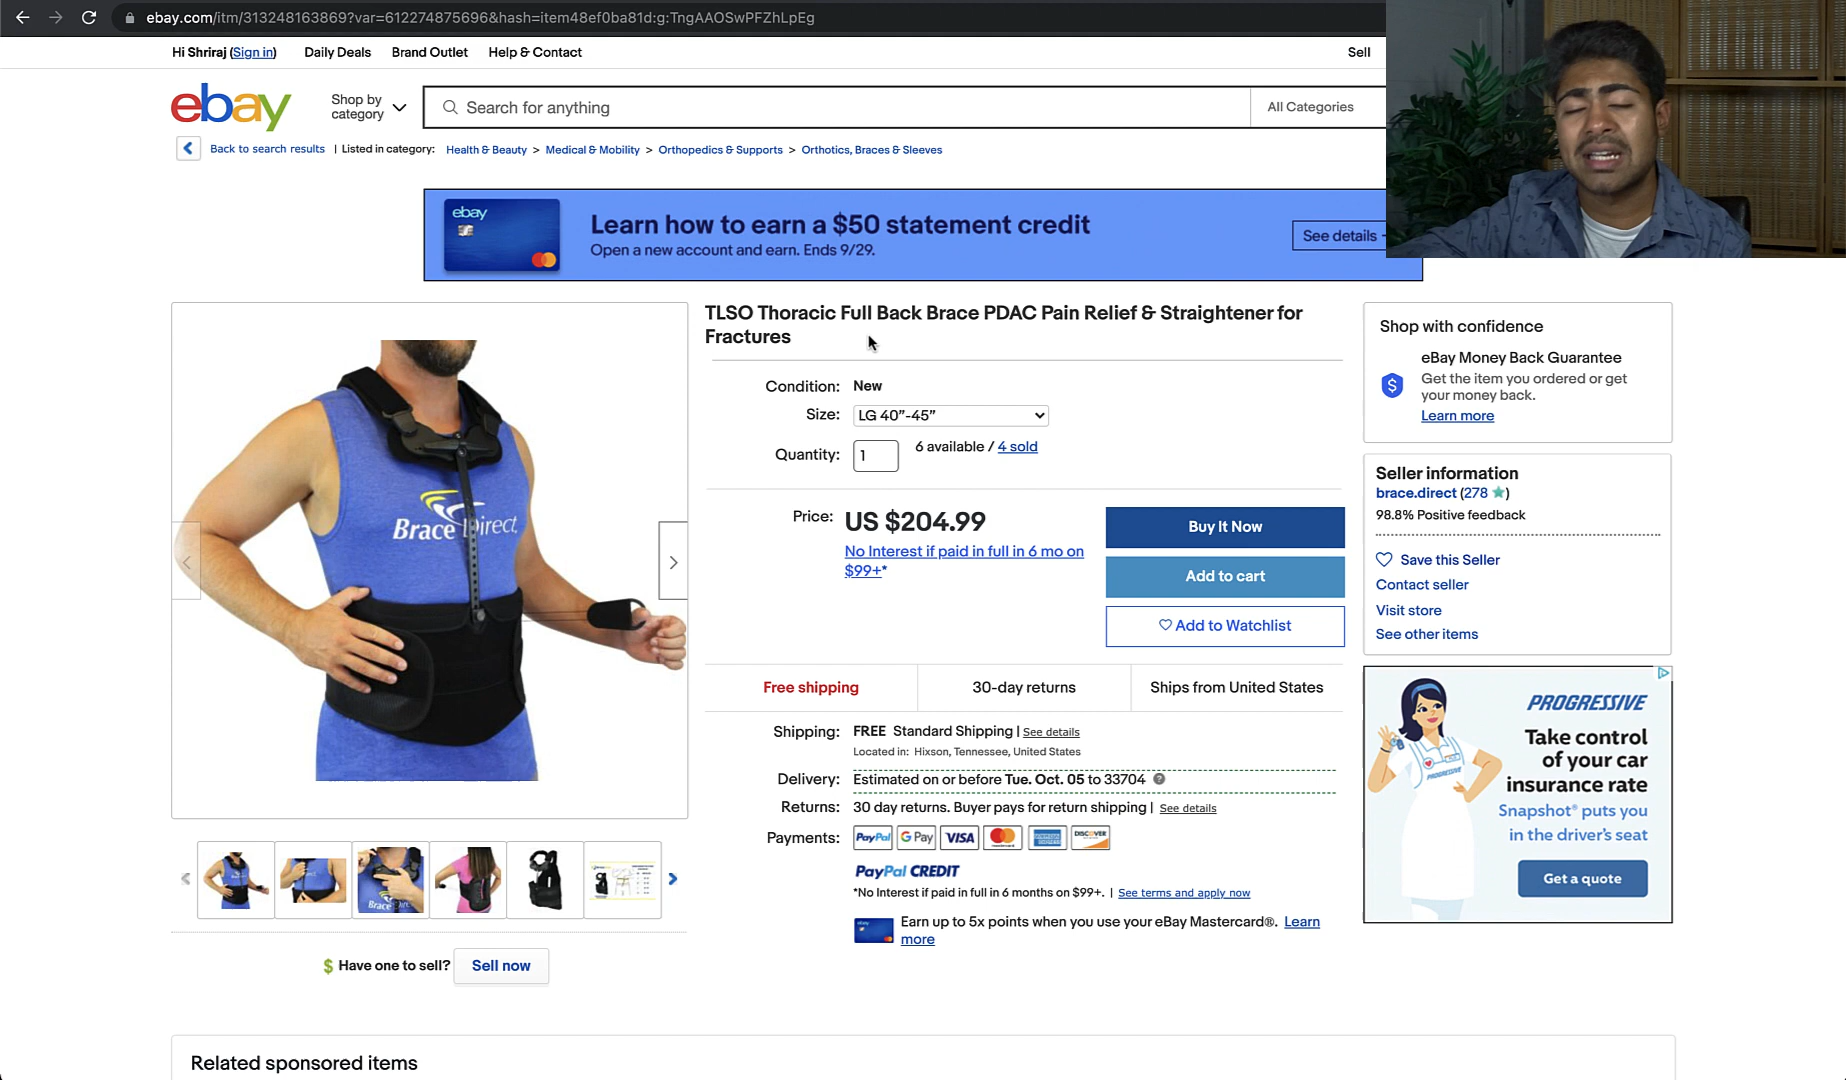 ebay.com/itm/313248163869?var=612274875696&hash=item48ef0ba81d:g:TngAAOSwPFZhLpEg
Hi Shriraj (Sign in)
Daily Deals
Brand Outlet
Help & Contact
Sell
ebay
Shop by
category
Search for anything
All Categories
Back to search results
| Listed in category:
Health & Beauty > Medical & Mobility > Orthopedics & Supports > Orthotics, Braces & Sleeves
ebay
Learn how to earn a $50 statement credit
Open a new account and earn. Ends 9/29.
See details
TLSO Thoracic Full Back Brace PDAC Pain Relief & Straightener for
Fractures
Condition: New
Size: LG 40”-45”
Quantity: 1
6 available / 4 sold
Price: US $204.99
No Interest if paid in full in 6 mo on
$99+*
Buy It Now
Add to cart
Add to Watchlist
Free shipping
30-day returns
Ships from United States
Shipping: FREE Standard Shipping | See details
Located in: Hixson, Tennessee, United States
Delivery: Estimated on or before Tue. Oct. 05 to 33704
Returns: 30 day returns. Buyer pays for return shipping | See details
Payments: PayPal G Pay VISA DISCOVER
PayPal CREDIT
*No Interest if paid in full in 6 months on $99+. | See terms and apply now
Earn up to 5x points when you use your eBay Mastercard®. Learn
more
Brace Direct
Have one to sell?
Sell now
Shop with confidence
eBay Money Back Guarantee
Get the item you ordered or get
your money back.
Learn more
Seller information
brace.direct (278)
98.8% Positive feedback
Save this Seller
Contact seller
Visit store
See other items
PROGRESSIVE
Take control
of your car
insurance rate
Snapshot® puts you
in the driver’s seat
Get a quote
PROGRESSIVE
Related sponsored items